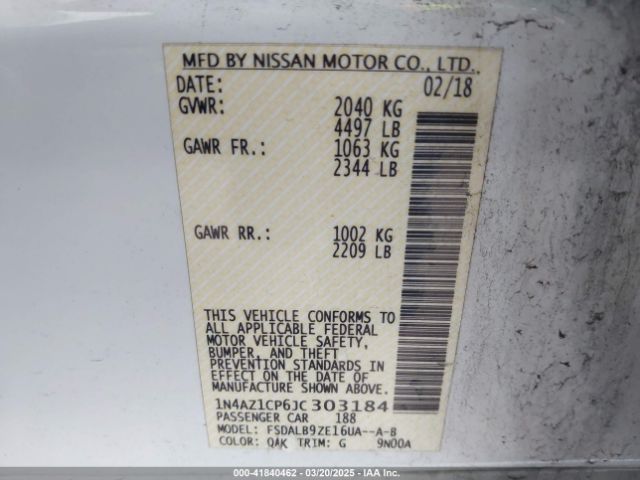 MFD BY NISSAN MOTOR CO., LTD.
DATE: 02/18
GVWR: 2040 KG
4497 LB
GAWR FR.: 1063 KG
2344 LB
GAWR RR.: 1002 KG
2209 LB
THIS VEHICLE CONFORMS TO
ALL APPLICABLE FEDERAL
MOTOR VEHICLE SAFETY,
BUMPER, AND THEFT
PREVENTION STANDARDS IN
EFFECT ON THE DATE OF
MANUFACTURE SHOWN ABOVE.
1N4AZ1CP6JC303184
PASSENGER CAR 188
MODEL: FSDALB9ZE16UA--A-B
COLOR: QAK TRIM: G 9N00A
000-41840462 - 03/20/2025 - IAAI.com